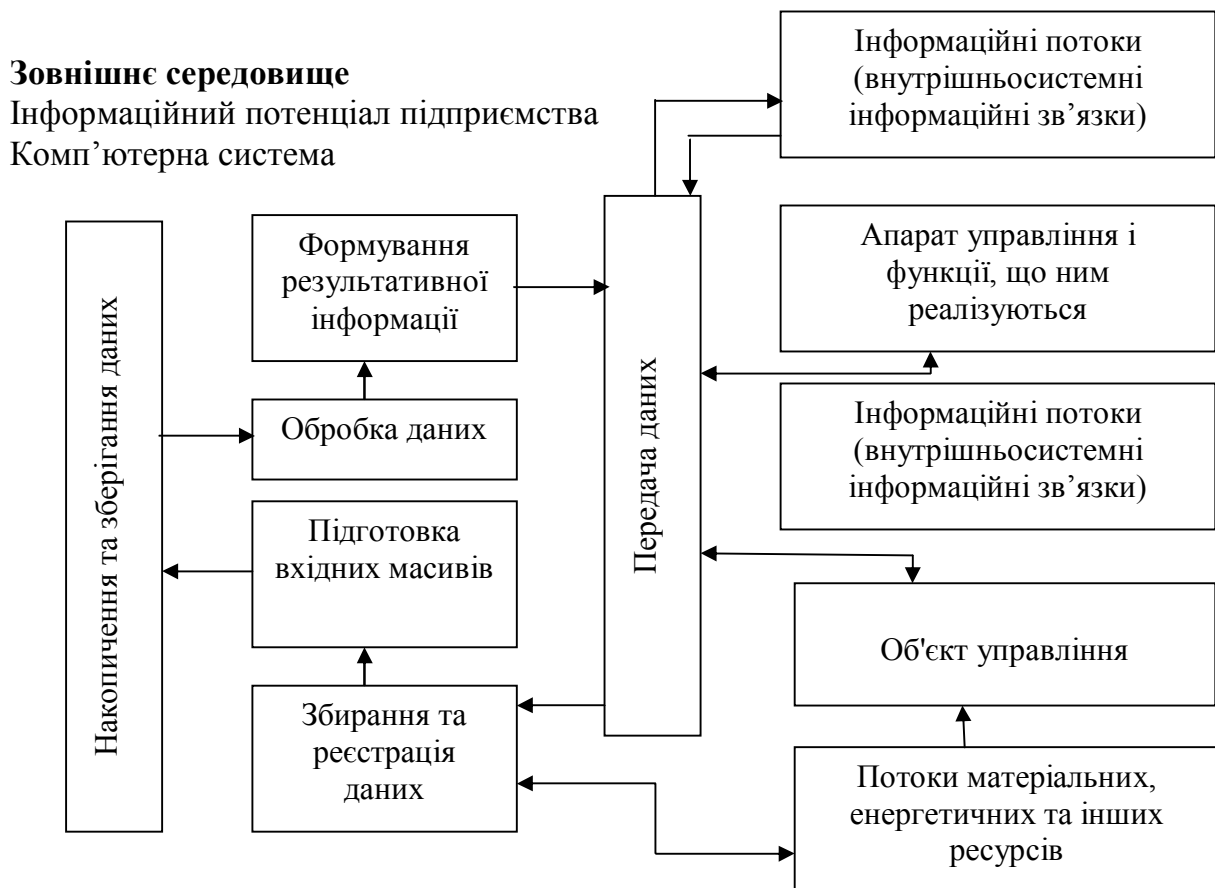 Зовнішнє середовище
Інформаційний потенціал підприємства
Комп’ютерна система
Інформаційні потоки
(внутрішньосистемні
інформаційні зв’язки)
Накопичення та зберігання даних
Формування
результативної
інформації
Обробка даних
Підготовка
вхідних масивів
Збирання та
реєстрація
даних
Передача даних
Апарат управління і
функції, що ним
реалізуються
Інформаційні потоки
(внутрішньосистемні
інформаційні зв’язки)
Об'єкт управління
Потоки матеріальних,
енергетичних та інших
ресурсів